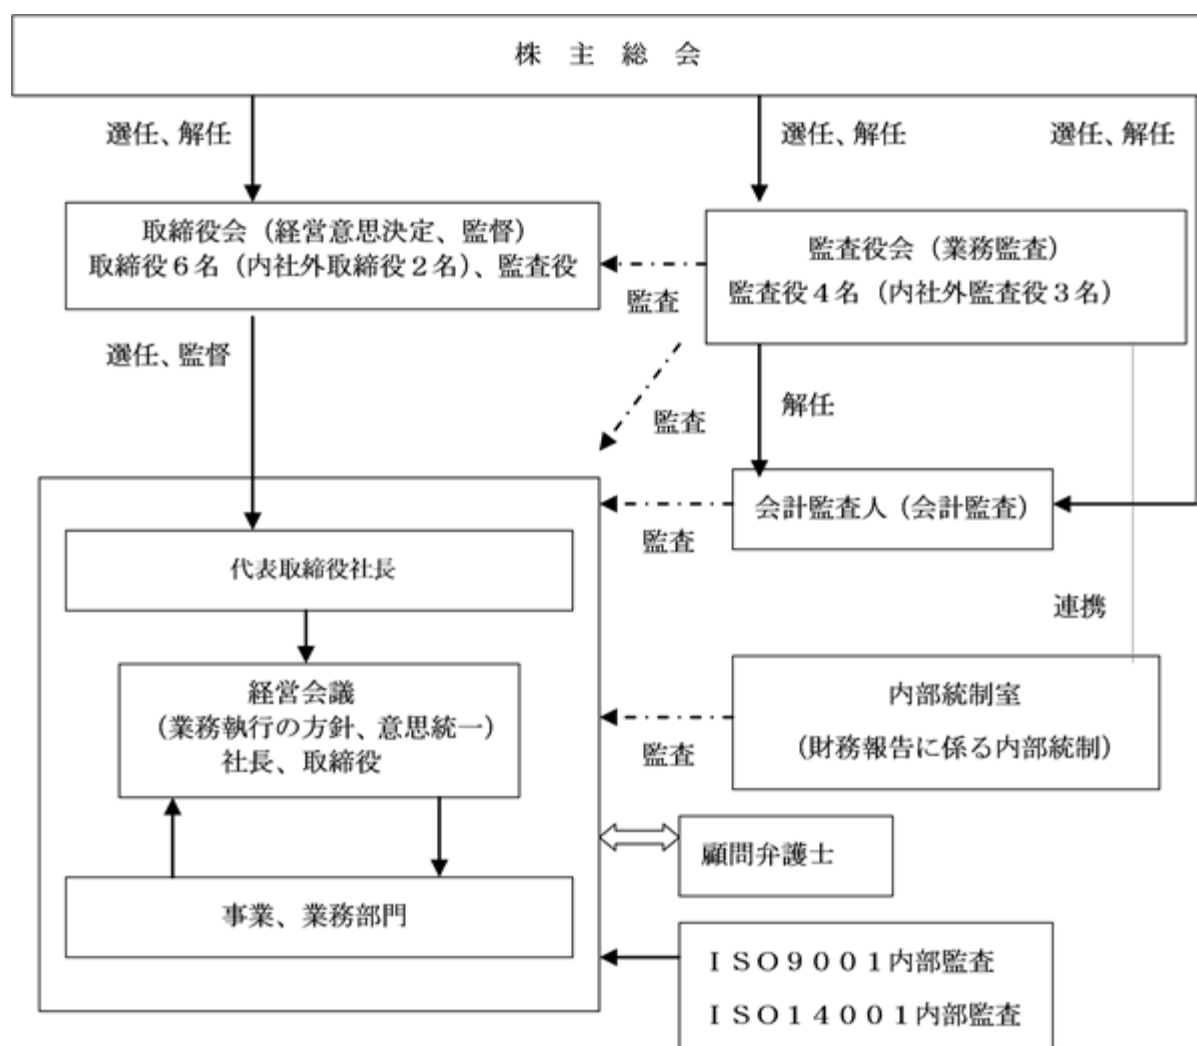 株主総会
選任、解任
選任、解任
選任、解任
取締役会（経営意思決定、監督）
取締役６名（内社外取締役２名）、監査役
監査役会（業務監査）
監査役４名（内社外監査役３名）
監査
選任、監督
監査
解任
会計監査人（会計監査）
監査
代表取締役社長
連携
経営会議
（業務執行の方針、意思統一）
社長、取締役
内部統制室
（財務報告に係る内部統制）
監査
顧問弁護士
事業、業務部門
ＩＳＯ９００１内部監査
ＩＳＯ１４００１内部監査